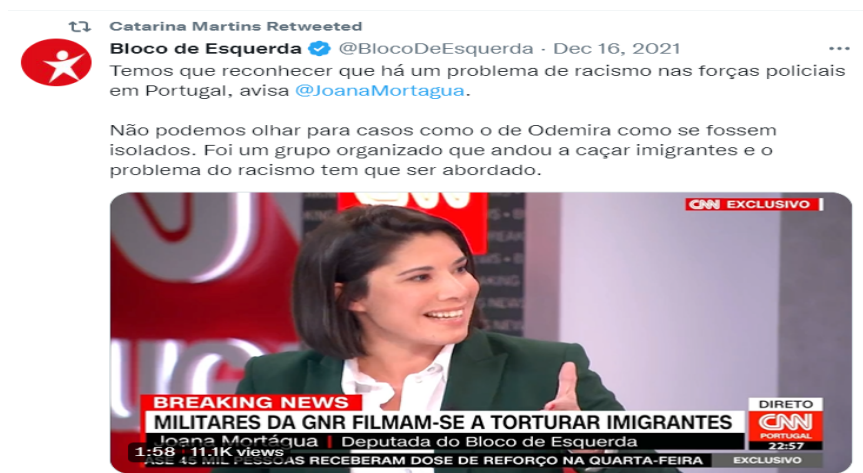 Catarina Martins Retweeted
Bloco de Esquerda @BlocoDeEsquerda · Dec 16, 2021
Temos que reconhecer que há um problema de racismo nas forças policiais
em Portugal, avisa @JoanaMortagua.
Não podemos olhar para casos como o de Odemira como se fossem
isolados. Foi um grupo organizado que andou a caçar imigrantes e o
problema do racismo tem que ser abordado.
CNN EXCLUSIVO
BREAKING NEWS
MILITARES DA GNR FILMAM-SE A TORTURAR IMIGRANTES
Joana Mortágua | Deputada do Bloco de Esquerda
1:58 · 11.1K views
45 MIL PESSOAS RECEBERAM DOSE DE REFORÇO NA QUARTA-FEIRA
DIRETO
CNN
PORTUGAL
22:57
EXCLUSIVO